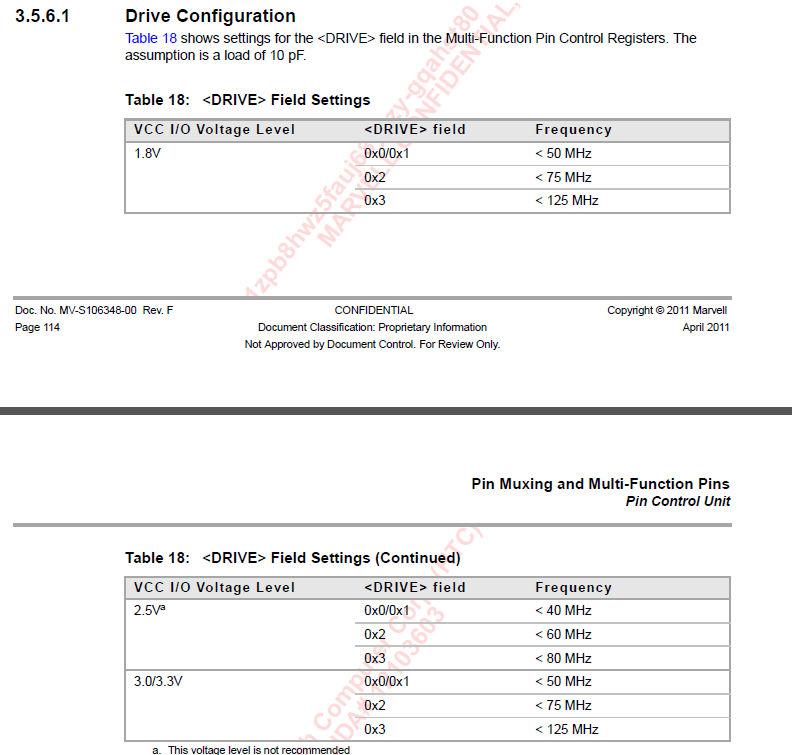 3.5.6.1 Drive Configuration
Table 18 shows settings for the <DRIVE> field in the Multi-Function Pin Control Registers. The
assumption is a load of 10 pF.
Table 18: <DRIVE> Field Settings
VCC I/O Voltage Level <DRIVE> field Frequency
1.8V 0x0/0x1 < 50 MHz
0x2 < 75 MHz
0x3 < 125 MHz
Doc. No. MV-S106348-00 Rev. F CONFIDENTIAL Copyright © 2011 Marvell
Page 114 Document Classification: Proprietary Information April 2011
Not Approved by Document Control. For Review Only.
Pin Muxing and Multi-Function Pins
Pin Control Unit
Table 18: <DRIVE> Field Settings (Continued)
VCC I/O Voltage Level <DRIVE> field Frequency
2.5Vª 0x0/0x1 < 40 MHz
0x2 < 60 MHz
0x3 < 80 MHz
3.0/3.3V 0x0/0x1 < 50 MHz
0x2 < 75 MHz
0x3 < 125 MHz
a. This voltage level is not recommended